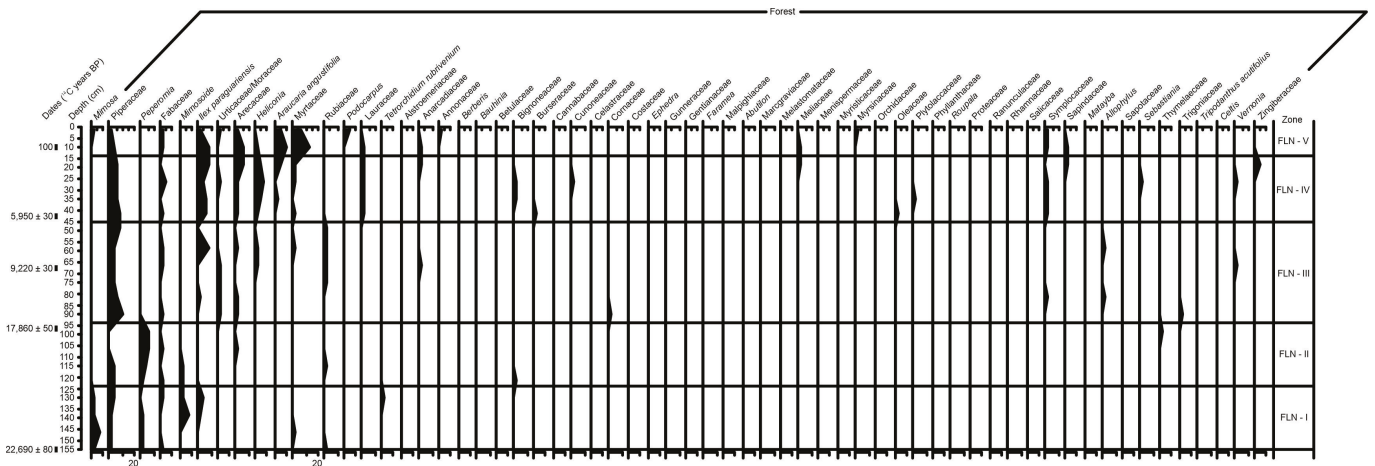 Forest
Dates (¹⁴C years BP)
Depth (cm)
Mimosa
Piperaceae
Peperomia
Fabaceae
Mimosoide
Ilex paraguariensis
Urticaceae/Moraceae
Arecaceae
Heliconia
Araucaria angustifolia
Myrtaceae
Rubiaceae
Podocarpus
Lauraceae
Tetrorchidium rubrivenium
Alstroemeriaceae
Anacardiaceae
Annonaceae
Berberis
Bauhinia
Betulaceae
Bignoneaceae
Burseraceae
Cannabaceae
Cunoneaceae
Celastraceae
Cornaceae
Costaceae
Ephedra
Gunneraceae
Gentianaceae
Faramea
Malpighiaceae
Abutilon
Marcgraviaceae
Melastomataceae
Meliaceae
Menispermaceae
Myrislicaceae
Myrsinaceae
Orchidaceae
Oleaceae
Phytolaccaceae
Phyllanthaceae
Proteaceae
Roupala
Ranunculaceae
Rhamnaceae
Salicaceae
Symplocaceae
Sapindaceae
Matayba
Allophylus
Sapotaceae
Sebastiania
Thymelaceae
Trigoniaceae
Tripodanthus acutifolius
Celtis
Vernonia
Zingiberaceae
Zone
0
5
100 10
15
20
25
30
35
5,950 ± 30 40
45
50
55
60
9,220 ± 30 65
70
75
80
85
90
17,860 ± 50 95
100
105
110
115
120
125
130
135
140
145
150
22,690 ± 80 155
FLN - V
FLN - IV
FLN - III
FLN - II
FLN - I
20 20